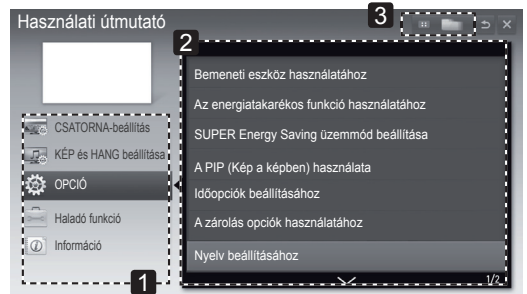 Használati útmutató
3
2
CSATORNA-beállítás
KÉP és HANG beállítása
OPCIÓ
Haladó funkció
Információ
1
Bemeneti eszköz használatához
Az energiatakarékos funkció használatához
SUPER Energy Saving üzemmód beállítása
A PIP (Kép a képben) használata
Időopciók beállításához
A zárolás opciók használatához
Nyelv beállításához
1/2